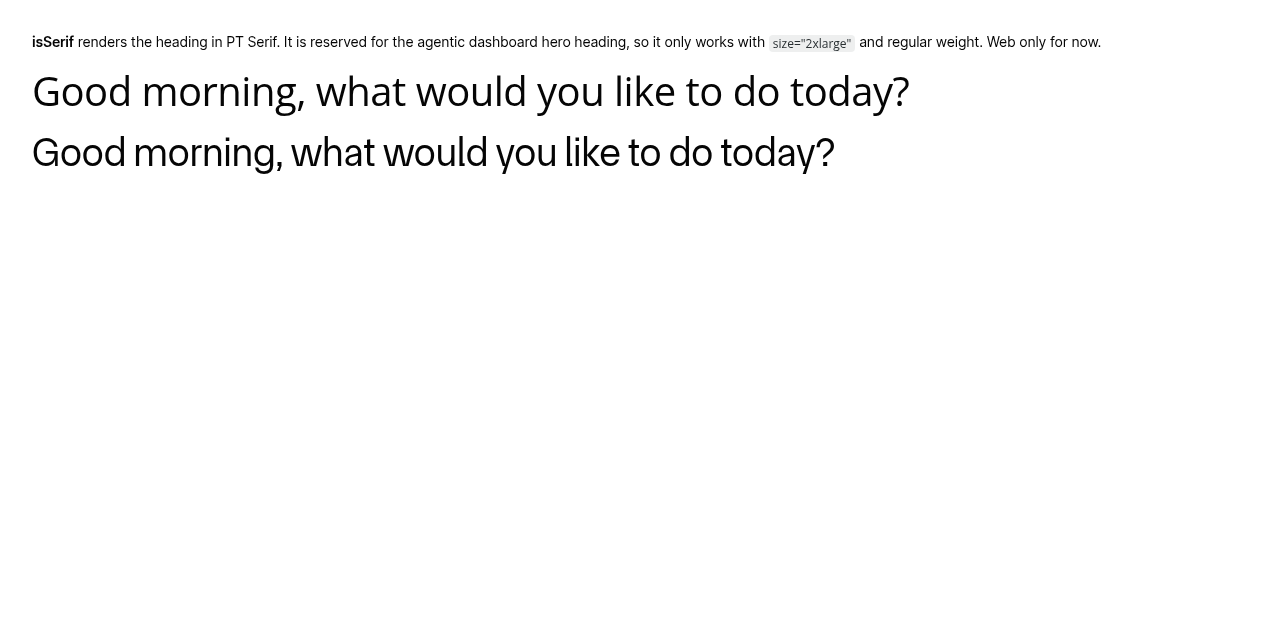 isSerif renders the heading in PT Serif. It is reserved for the agentic dashboard hero heading, so it only works with size="2xlarge" and regular weight. Web only for now.
Good morning, what would you like to do today?
Good morning, what would you like to do today?